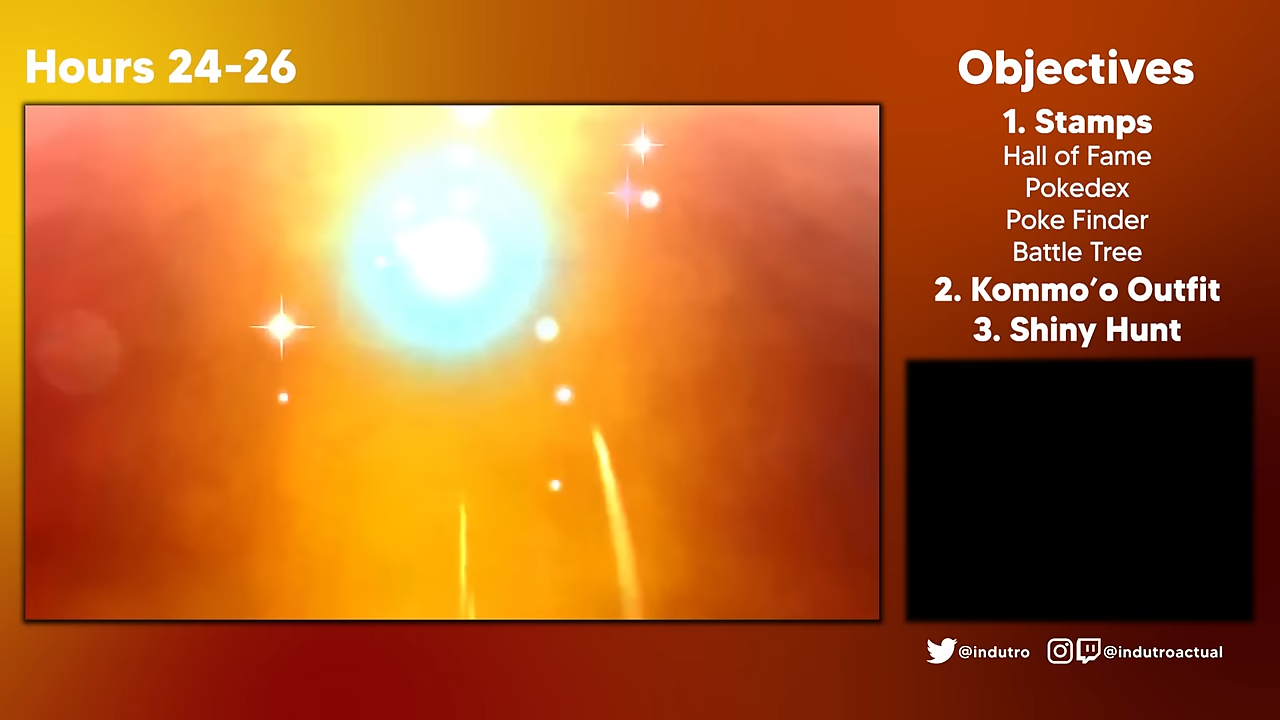 Hours 24-26
Objectives
1. Stamps
Hall of Fame
Pokedex
Poke Finder
Battle Tree
2. Kommo’o Outfit
3. Shiny Hunt
@indutro @indutroactual